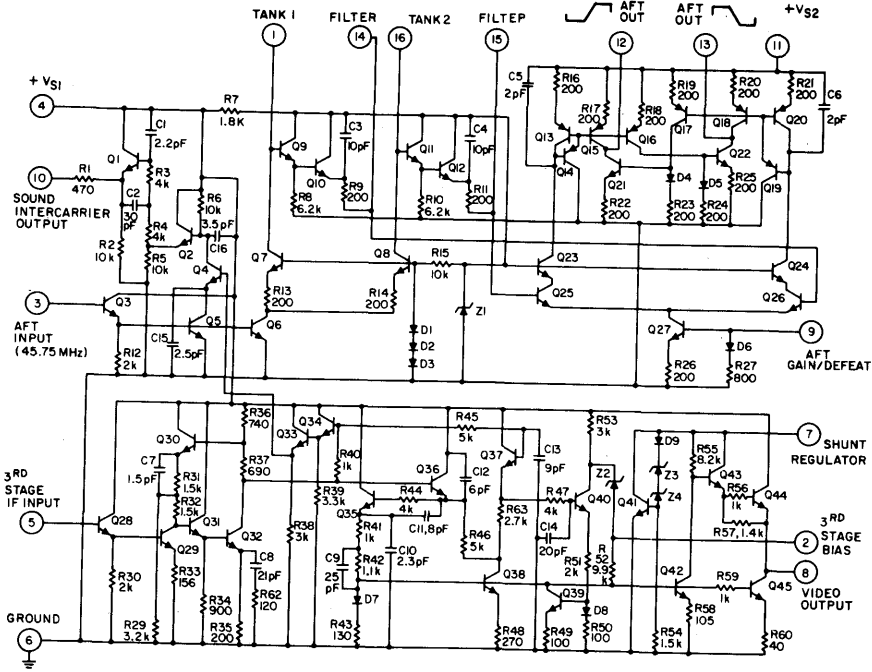 TANK 1
FILTER
TANK 2
FILTEP
AFT OUT
AFT OUT
+VS2
1
14
16
15
12
13
11
+VS1
4
R7
1.8K
C1
2.2pF
Q1
R1
470
10
SOUND
INTERCARRIER
OUTPUT
R3
4k
C2
30
pF
R2
10k
R4
4k
R5
10k
R6
10k
3.5pF
C16
Q2
Q4
Q9
Q10
C3
10pF
R9
200
R8
6.2k
Q11
Q12
C4
10pF
R11
200
R10
6.2k
C5
2pF
R16
200
Q13
Q14
R17
200
Q15
R18
200
Q16
Q21
R22
200
R19
200
Q17
D4
R23
200
R20
200
Q18
Q22
D5
R24
200
R25
200
R21
200
Q20
Q19
C6
2pF
Q7
R13
200
Q8
R14
200
R15
10k
Z1
D1
D2
D3
Q23
Q25
Q24
Q26
3
AFT
INPUT
(45.75 MHz)
Q3
R12
2k
C15
2.5pF
Q5
Q6
Q27
R26
200
D6
R27
800
9
AFT
GAIN/DEFEAT
Q30
C7
1.5pF
R31
1.5k
R32
1.5k
R36
740
R37
690
Q33
Q34
R39
3.3k
R38
3k
R40
1k
R45
5k
Q36
R44
4k
C12
6pF
C11,8pF
Q35
R41
1k
R42
1.1k
C9
25
pF
C10
2.3pF
D7
R43
130
R46
5k
Q37
R63
2.7k
Q38
R48
270
C13
9pF
R47
4k
C14
20pF
R53
3k
Q40
Z2
R51
2k
R
52
9.9k
Q39
D8
R49
100
R50
100
Q41
D9
Z3
Z4
R54
1.5k
R55
8.2k
Q43
R56
1k
R57, 1.4k
Q44
Q42
R58
105
R59
1k
Q45
R60
40
7
SHUNT
REGULATOR
2
3RD
STAGE
BIAS
8
VIDEO
OUTPUT
3RD
STAGE
IF INPUT
5
Q28
R30
2k
Q29
R29
3.2k
R33
156
Q31
R34
900
Q32
R35
200
C8
21pF
R62
120
GROUND
6